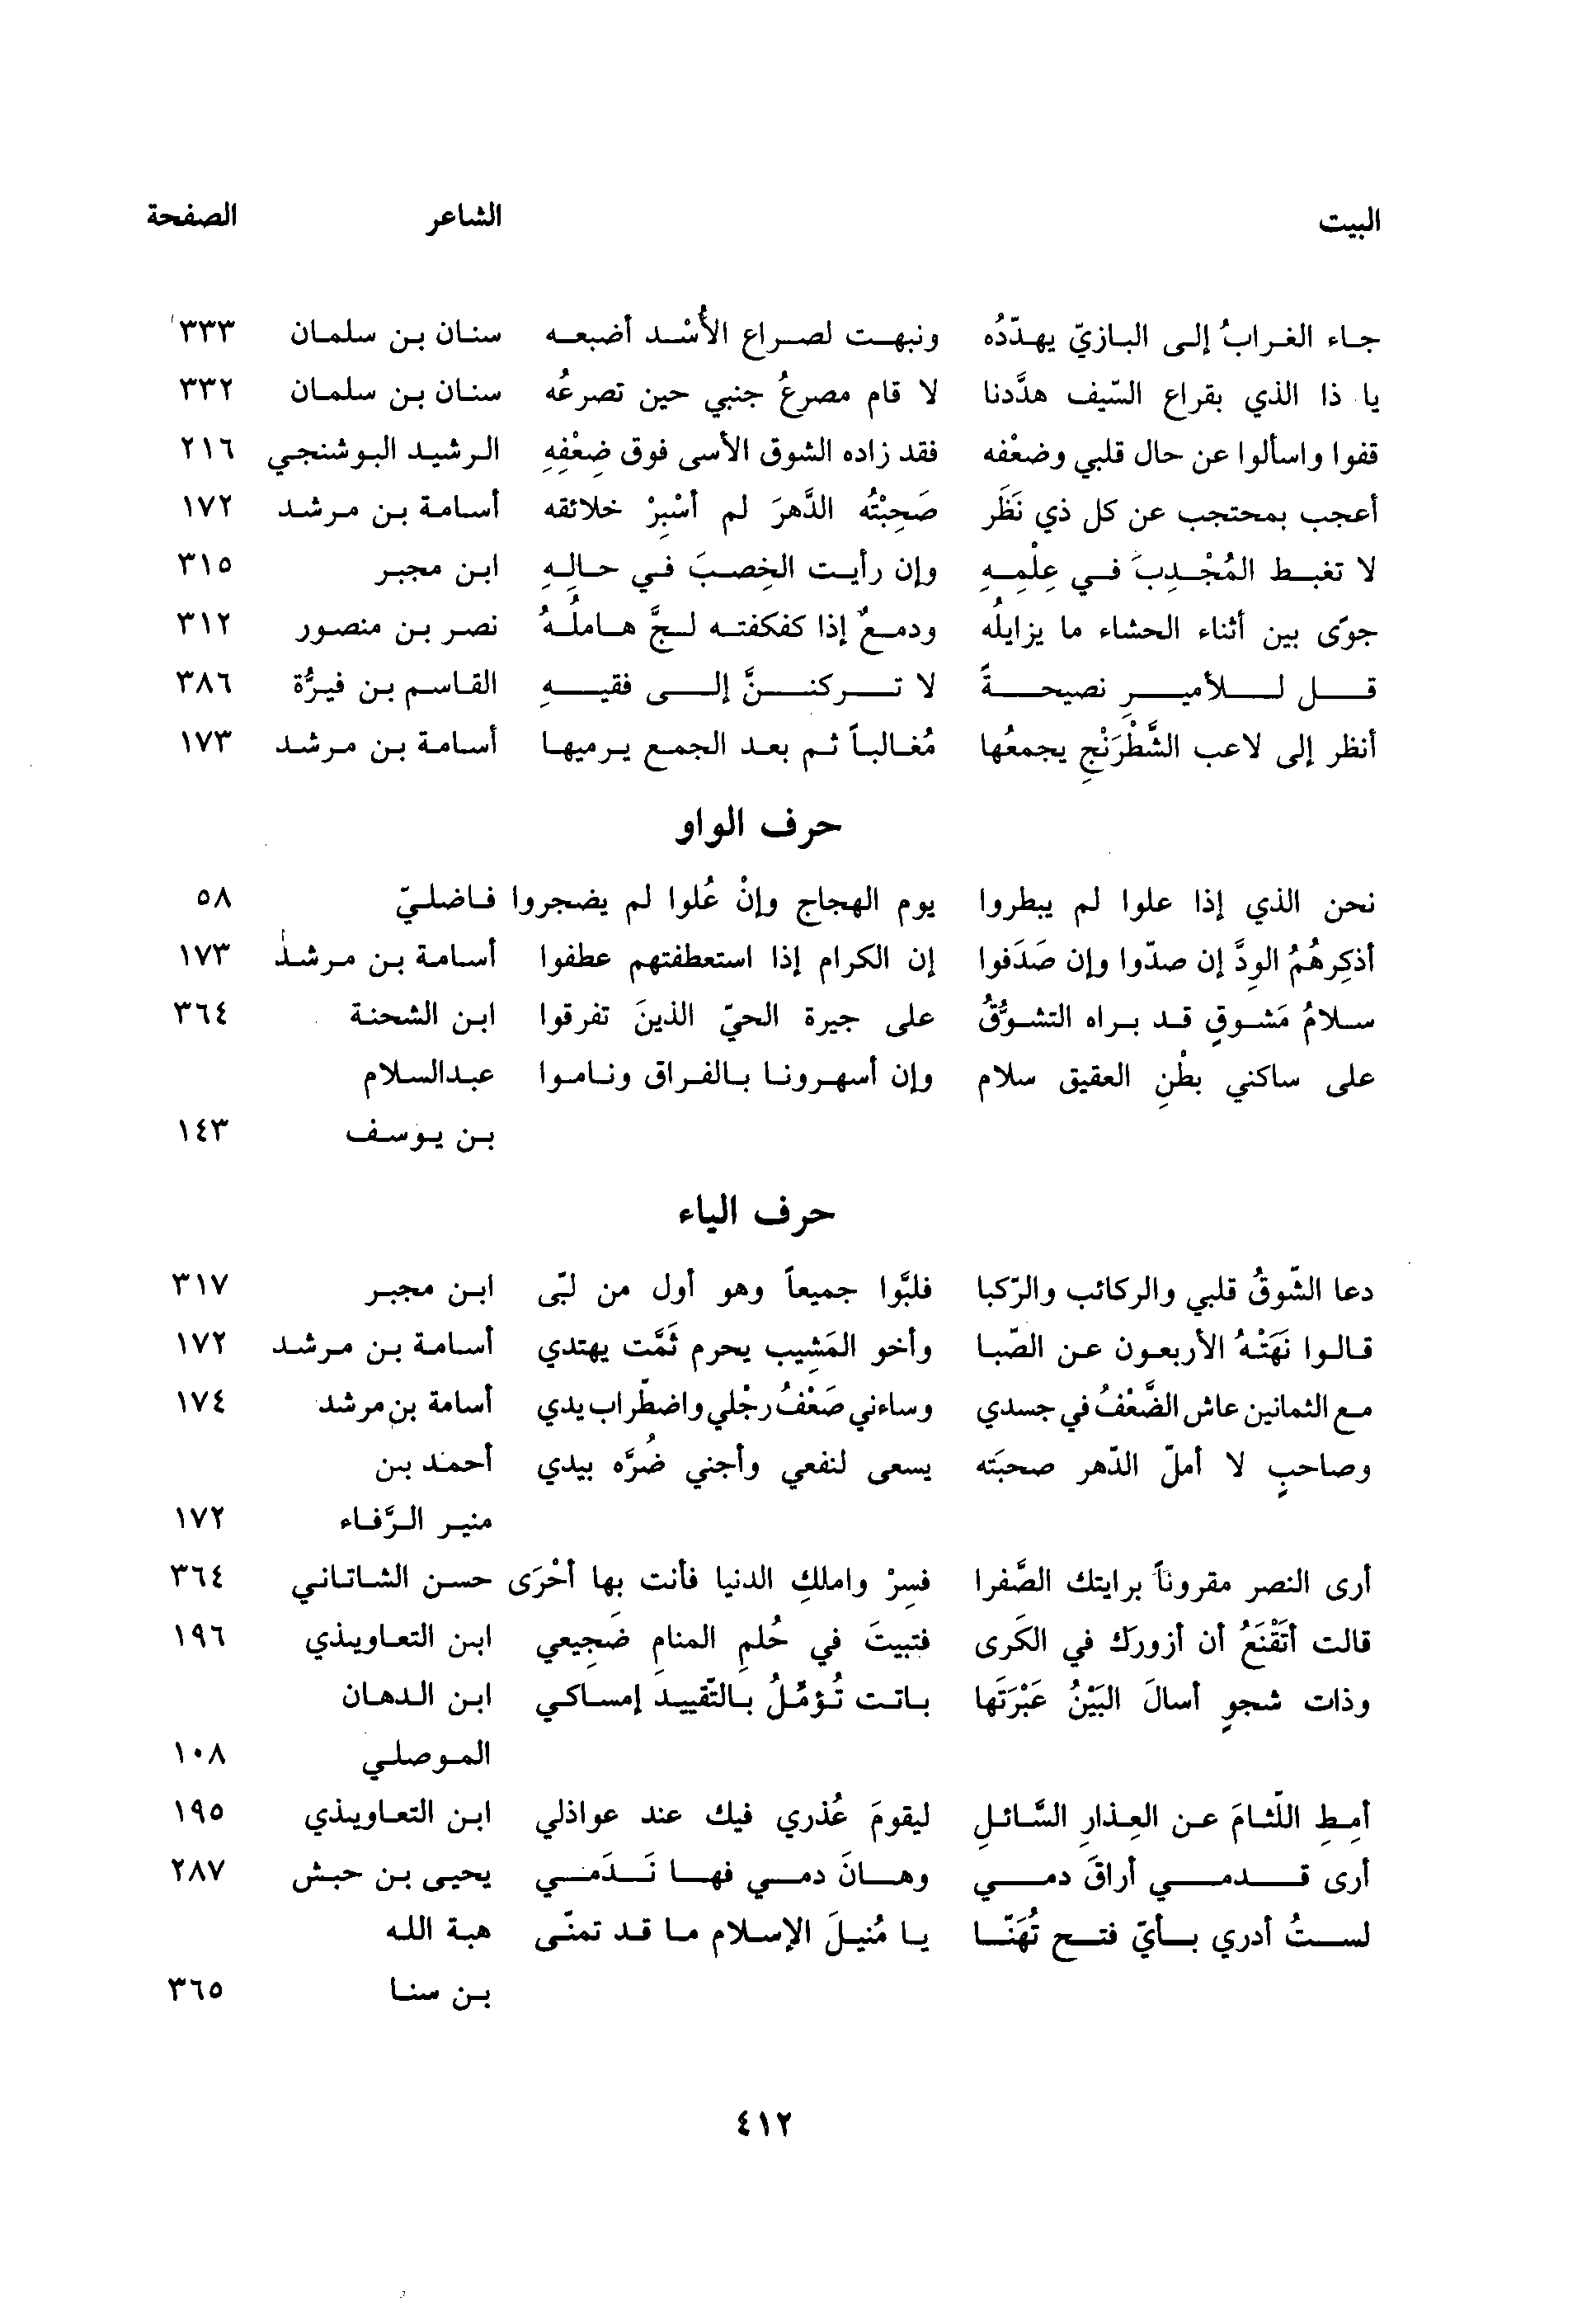 البيت الشاعر الصفحة
جاء الغرابُ إلى البازيّ يهدّدُه ونبهت لصراع الأُسْد أضبعه سنان بن سلمان ٣٣٣
يا ذا الذي بقراع السّيف هدَّدنا لا قام مصرعُ جنبي حين تصرعُه سنان بن سلمان ٣٣٢
قفوا واسألوا عن حال قلبي وضعْفه فقد زاده الشوق الأسى فوق ضِعْفِهِ الرشيد البوشنجي ٢١٦
أعجب بمحتجب عن كل ذي نَظَر صَحِبْتُه الدَّهرَ لم أسْبِرْ خلائقه أسامة بن مرشد ١٧٢
لا تغبط المُجْدِبَ في عِلْمِهِ وإن رأيت الخِصبَ في حالِهِ ابن مجبر ٣١٥
جوًى بين أثناء الحشاء ما يزايلُه ودمعٌ إذا كفكفته لجَّ هاملُهُ نصر بن منصور ٣١٢
قل للأميرِ نصيحةً لا تركننَّ إلى فقيهِ القاسم بن فيرُّة ٣٨٦
أنظر إلى لاعب الشَّطْرَنْجِ يجمعُها مُغالباً ثم بعد الجمع يرميها أسامة بن مرشد ١٧٣
حرف الواو
نحن الذي إذا علوا لم يبطروا يوم الهجاج وإنْ عُلوا لم يضجروا فاضليّ ٥٨
أذكِرهُمُ الودَّ إن صدّوا وإن صَدَفوا إن الكرام إذا استعطفتهم عطفوا أسامة بن مرشد ١٧٣
سلامُ مَشوقٍ قد براه التشوُّقُ على جيرة الحيّ الذينَ تفرقوا ابن الشحنة ٣٦٤
على ساكني بطْنِ العقيق سلام وإن أسهرونا بالفراق وناموا عبدالسلام
بن يوسف ١٤٣
حرف الياء
دعا الشّوقُ قلبي والركائب والرّكبا فلبَّوا جميعاً وهو أول من لبّى ابن مجبر ٣١٧
قالوا نَهَتْهُ الأربعون عن الصّبا وأخو المَشِيب يحرم ثَمَّت يهتدي أسامة بن مرشد ١٧٢
مع الثمانين عاش الضَّعْفُ في جسدي وساءني ضَعْفُ رجْلي واضطّراب يدي أسامة بن مرشد ١٧٤
وصاحبٍ لا أملّ الدّهر صحبَته يسعى لنفعي وأجني ضُرَّه بيدي أحمد بن
منير الرَّفاء ١٧٢
أرى النصر مقروناً برايتك الصَّفرا فسِرْ واملكِ الدنيا فأنت بها أحْرَى حسن الشاتاني ٣٦٤
قالت أتَقْنَعُ أن أزورك في الكَرى فتبيتَ في حُلمِ المنامِ ضَجِيعي ابن التعاويذي ١٩٦
وذات شجوٍ أسالَ البَيْنُ عَبْرَتَها باتت تُؤمِّلُ بالتّقييد إمساكي ابن الدهان
الموصلي ١٠٨
أمِطِ اللّثامَ عن العِذارِ السَّائلِ ليقومَ عُذري فيك عند عواذلي ابن التعاويذي ١٩٥
أرى قدمي أراقَ دمي وهانَ دمي فها نَدَمي يحيى بن حبش ٢٨٧
لستُ أدري بأيّ فتح تُهَنّا يا مُنيلَ الإسلام ما قد تمنّى هبة الله
بن سنا ٣٦٥
٤١٢